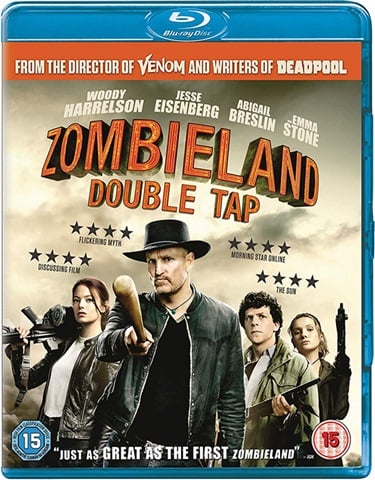 Blu-ray Disc
FROM THE DIRECTOR OF VENOM AND WRITERS OF DEADPOOL
WOODY HARRELSON
JESSE EISENBERG
ABIGAIL BRESLIN
EMMA STONE
ZOMBIELAND
DOUBLE TAP
★★★★
FLICKERING MYTH
★★★★
DISCUSSING FILM
★★★★
MORNING STAR ONLINE
★★★★
THE SUN
15
"JUST AS GREAT AS THE FIRST ZOMBIELAND"
15